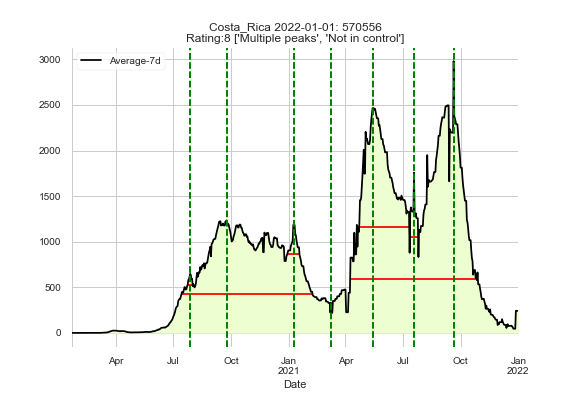 Costa_Rica 2022-01-01: 570556
Rating:8 ['Multiple peaks', 'Not in control']
Average-7d
3000
2500
2000
1500
1000
500
0
Apr
Jul
Oct
Jan
2021
Apr
Jul
Oct
Jan
2022
Date